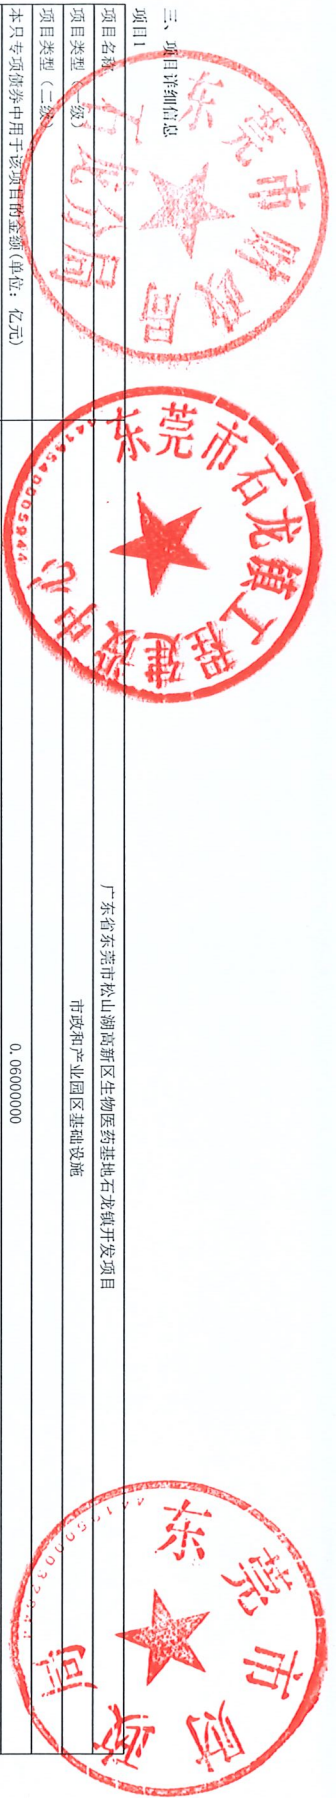 三、项目详细信息
项目1
项目名称
广东省东莞市松山湖高新区生物医药基地石龙镇开发项目
项目类型（一级）
市政和产业园区基础设施
项目类型（二级）
本只专项债券中用于该项目的金额(单位：亿元)
0.06000000
东莞市财政局
石龙分局
东莞市石龙镇工程建设中心
东莞市财政局